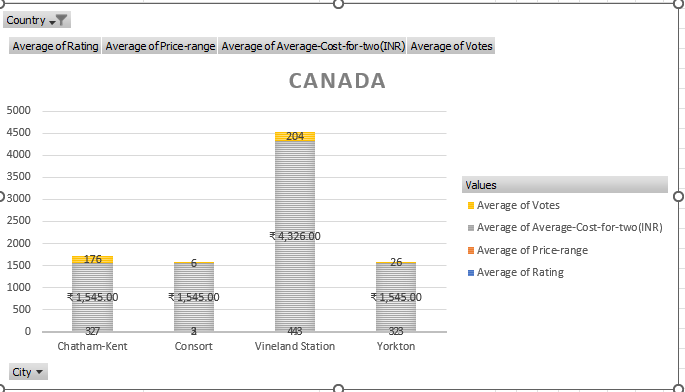 Country
Average of Rating Average of Price-range Average of Average-Cost-for-two(INR) Average of Votes
CANADA
5000
4500
4000
3500
3000
2500
2000
1500
1000
500
0
176
₹ 1,545.00
6
₹ 1,545.00
204
₹ 4,326.00
26
₹ 1,545.00
Chatham-Kent Consort Vineland Station Yorkton
Values
Average of Votes
Average of Average-Cost-for-two(INR)
Average of Price-range
Average of Rating
City